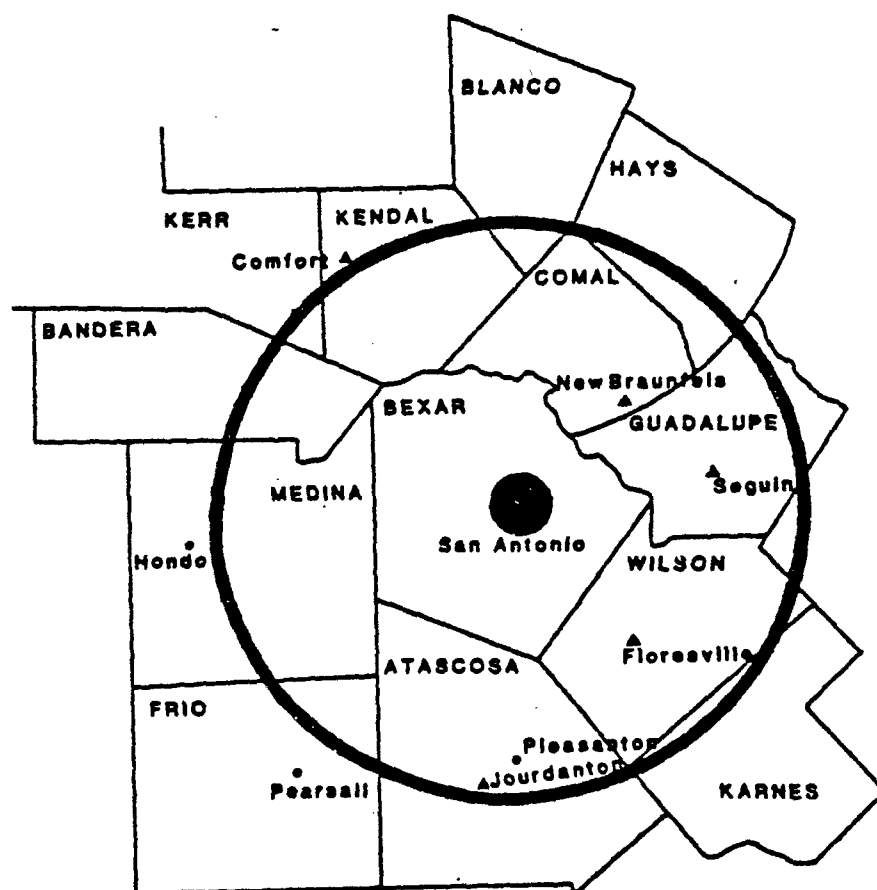 BLANCO
HAYS
KERR
KENDAL
Comfort
COMAL
BANDERA
New Braunfels
BEXAR
GUADALUPE
MEDINA
Seguin
San Antonio
Hondo
WILSON
Floresville
ATASCOSA
FRIO
Pleasanton
Jourdanton
Pearsall
KARNES